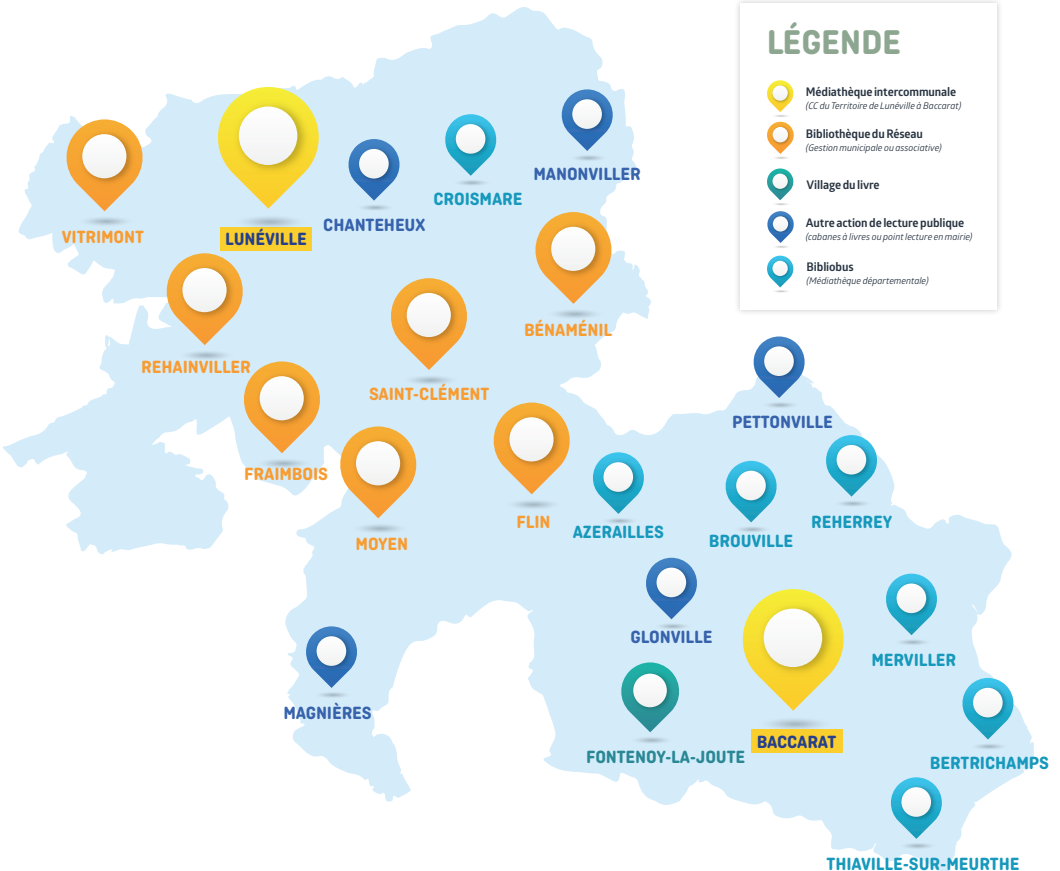 LÉGENDE
Médiathèque intercommunale
(CC du Territoire de Lunéville à Baccarat)
Bibliothèque du Réseau
(Gestion municipale ou associative)
Village du livre
Autre action de lecture publique
(cabanes à livres ou point lecture en mairie)
Bibliobus
(Médiathèque départementale)
MANONVILLER
CROISMARE
CHANTEHEUX
VITRIMONT
LUNÉVILLE
BÉNAMÉNIL
REHAINVILLER
SAINT-CLÉMENT
PETTONVILLE
FRAIMBOIS
FLIN
REHERREY
AZERAILLES
BROUVILLE
MOYEN
GLONVILLE
MERVILLER
MAGNIÈRES
BACCARAT
FONTENOY-LA-JOUTE
BERTRICHAMPS
THIAVILLE-SUR-MEURTHE